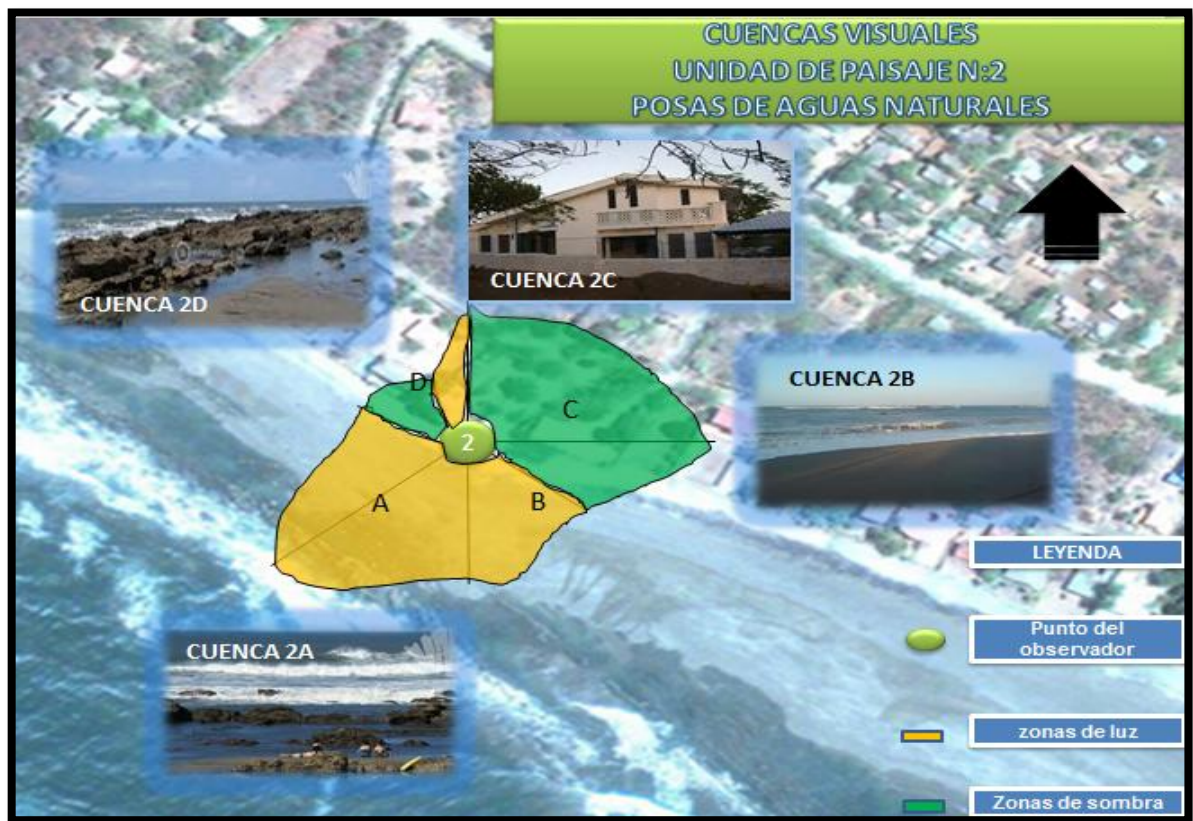 CUENCAS VISUALES
UNIDAD DE PAISAJE N:2
POSAS DE AGUAS NATURALES
CUENCA 2D
CUENCA 2C
CUENCA 2B
D
C
2
A
B
CUENCA 2A
LEYENDA
Punto del
observador
zonas de luz
Zonas de sombra